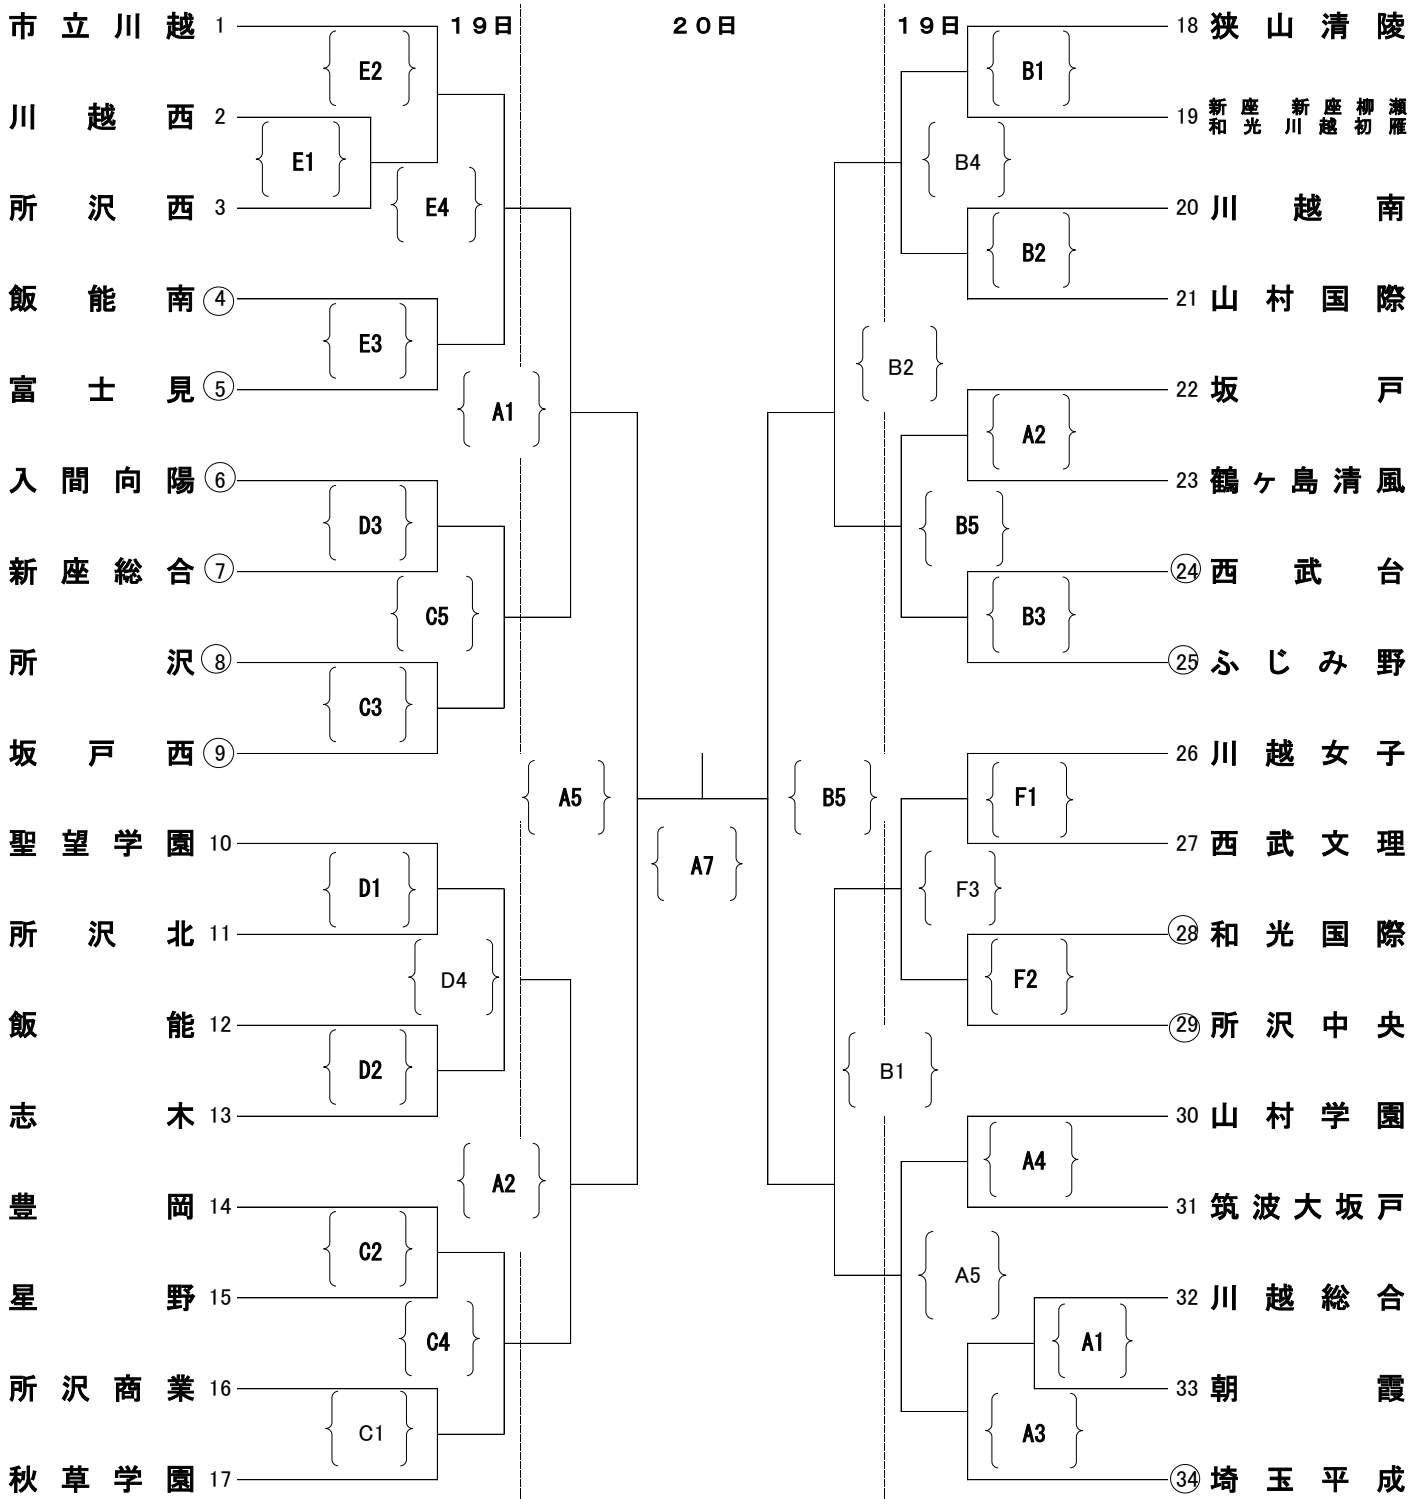 19日
20日
19日
市立川越 1
E2
川越西 2
E1
所沢西 3
E4
飯能南 ④
E3
富士見 ⑤
A1
入間向陽 ⑥
D3
新座総合 ⑦
C5
所沢 ⑧
C3
坂戸西 ⑨
A5
聖望学園 10
D1
所沢北 11
D4
飯能 12
D2
志木 13
A2
豊岡 14
C2
星野 15
C4
所沢商業 16
C1
秋草学園 17
A7
18 狭山清陵
B1
19 新座 新座柳瀬
和光 川越初雁
B4
20 川越南
B2
21 山村国際
B2
22 坂戸
A2
23 鶴ヶ島清風
B5
㉔ 西武台
B3
㉕ ふじみ野
B5
26 川越女子
F1
27 西武文理
F3
㉘ 和光国際
F2
㉙ 所沢中央
B1
30 山村学園
A4
31 筑波大坂戸
A5
32 川越総合
A1
33 朝霞
A3
㉞ 埼玉平成